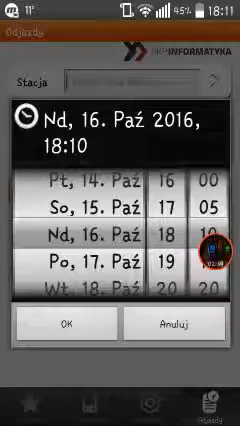 11° 45% 18:11
Odjazdy
PKPINFORMATYKA
Stacja
Nd, 16. Paź 2016,
18:10
Pt, 14. Paź 16 00
So, 15. Paź 17 05
Nd, 16. Paź 18 10
Po, 17. Paź 19
Wt, 18. Paź 20 20
OK Anuluj
Odjazdy